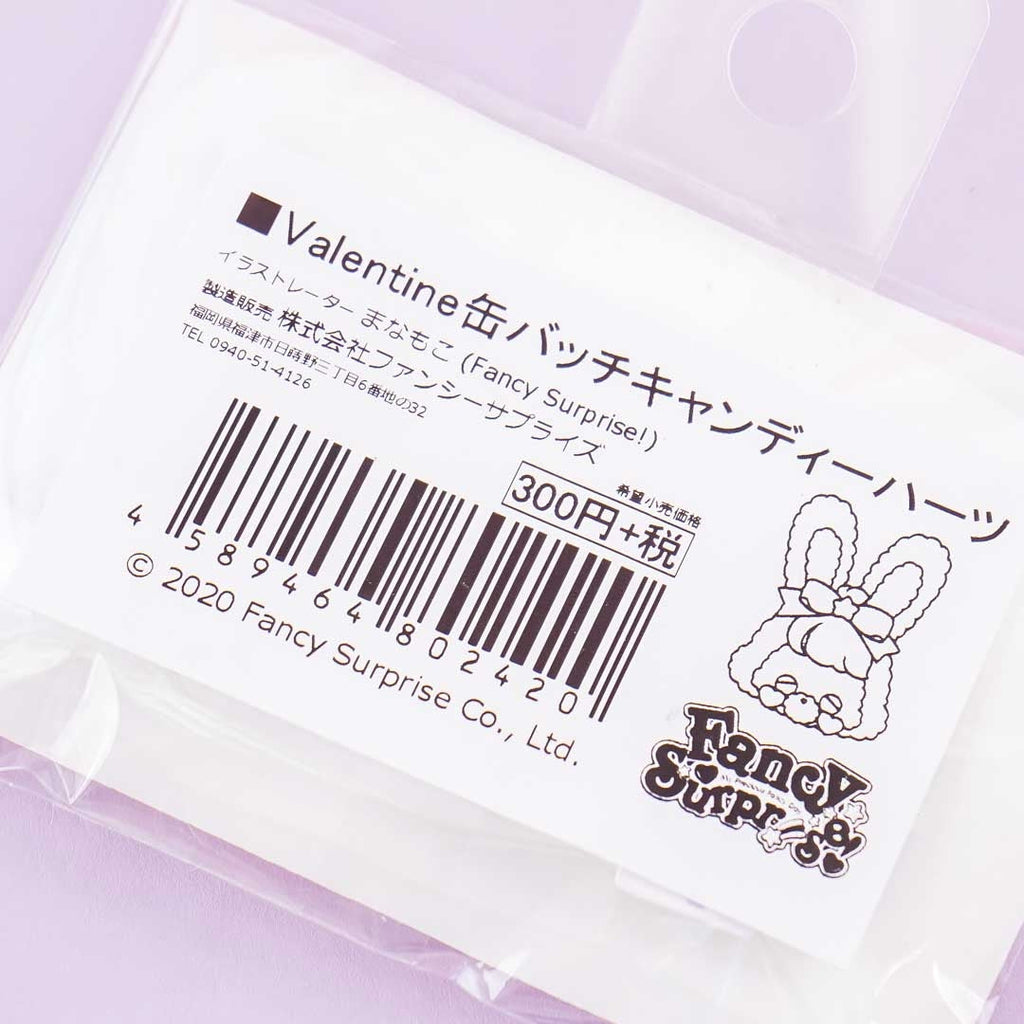 ■Valentine缶バッチキャンディーハーツ
イラストレーター まなもこ (Fancy Surprise!)
製造販売 株式会社ファンシーサプライズ
福岡県福津市日蒔野三丁目6番地の32
TEL 0940-51-4126
希望小売価格
300円+税
4 589464 802420
© 2020 Fancy Surprise Co., Ltd.
Fancy
Surprise